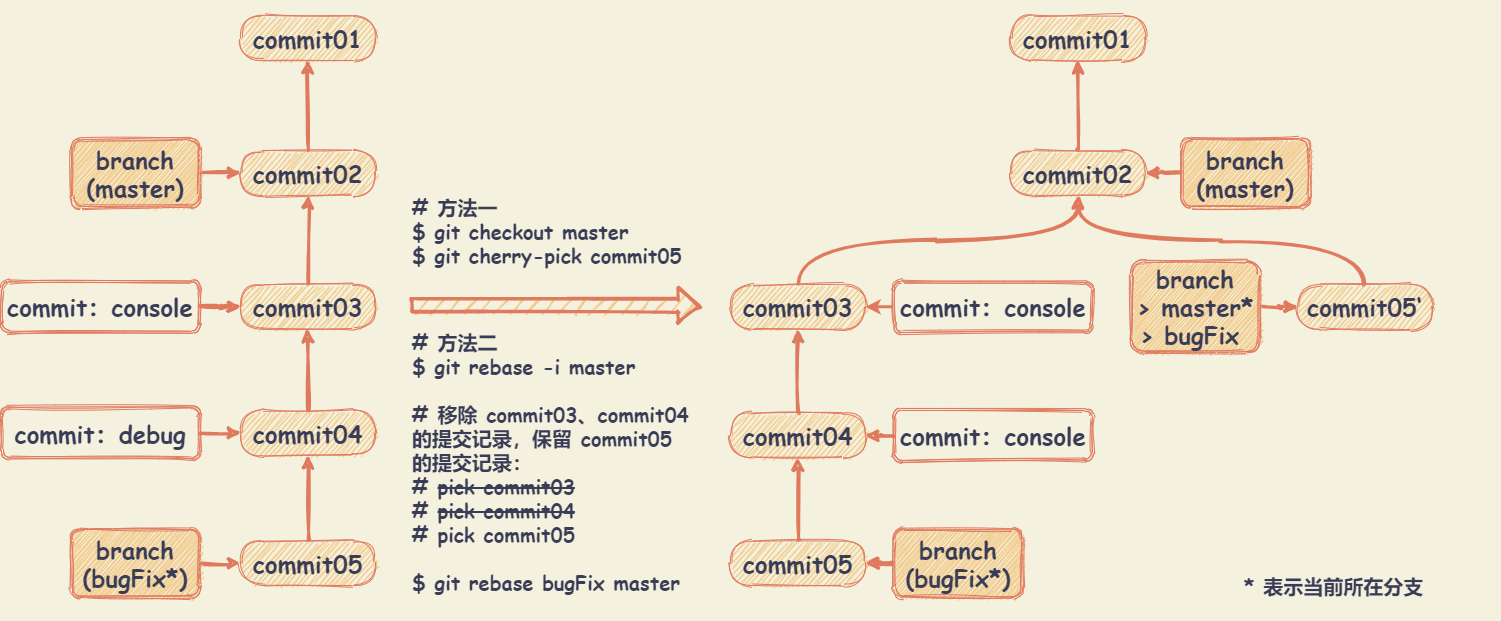 commit01
branch
(master)
commit02
commit：console
commit03
commit：debug
commit04
branch
(bugFix*)
commit05
# 方法一
$ git checkout master
$ git cherry-pick commit05
# 方法二
$ git rebase -i master
# 移除 commit03、commit04
的提交记录，保留 commit05
的提交记录：
# pick commit03
# pick commit04
# pick commit05
$ git rebase bugFix master
commit01
commit02
branch
(master)
commit03
commit：console
branch
> master*
> bugFix
commit05'
commit04
commit：console
commit05
branch
(bugFix*)
* 表示当前所在分支